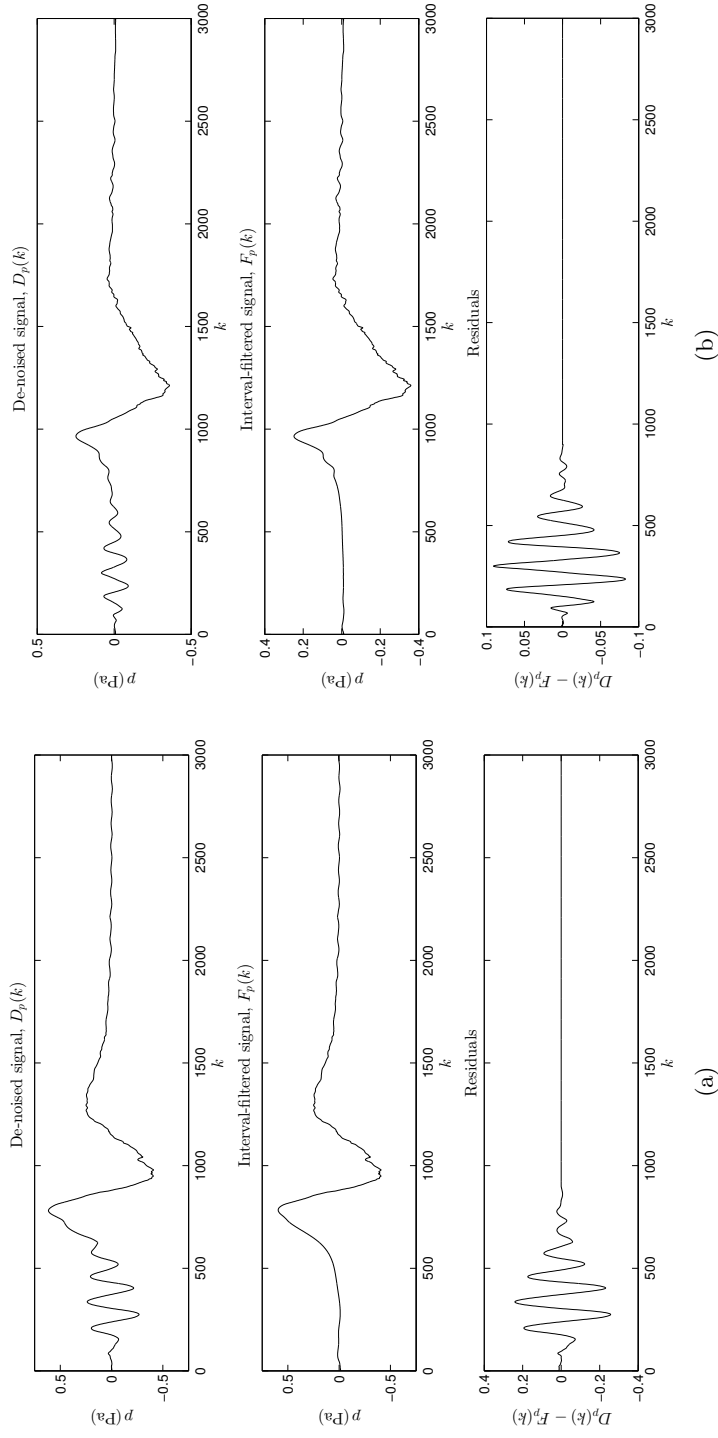 De-noised signal, D_p(k)
p (Pa)
0.5
0
−0.5
0 500 1000 1500 2000 2500 3000
k
Interval-filtered signal, F_p(k)
p (Pa)
0.5
0
−0.5
0 500 1000 1500 2000 2500 3000
k
Residuals
D_p(k) − F_p(k)
0.4
0.2
0
−0.2
−0.4
0 500 1000 1500 2000 2500 3000
k
(a)
De-noised signal, D_p(k)
p (Pa)
0.5
0
−0.5
0 500 1000 1500 2000 2500 3000
k
Interval-filtered signal, F_p(k)
p (Pa)
0.4
0.2
0
−0.2
−0.4
0 500 1000 1500 2000 2500 3000
k
Residuals
D_p(k) − F_p(k)
0.1
0.05
0
−0.05
−0.1
0 500 1000 1500 2000 2500 3000
k
(b)